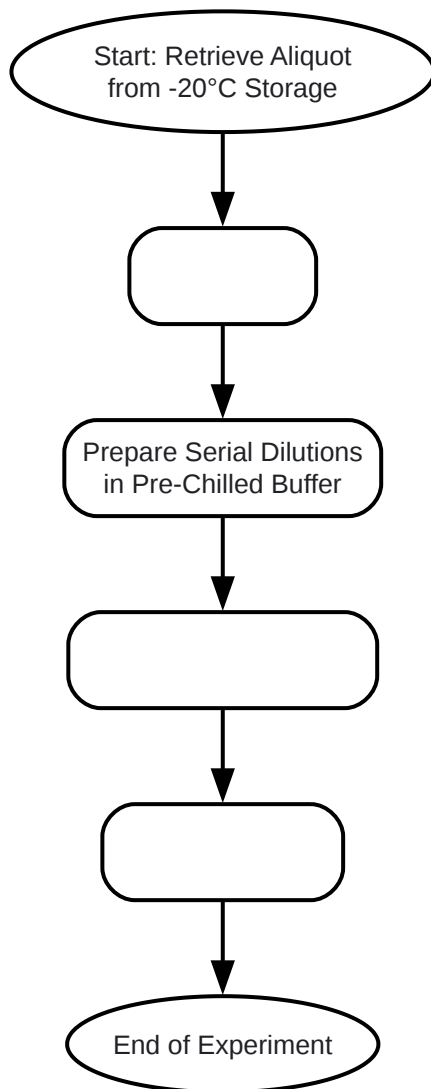 Start: Retrieve Aliquot
from -20°C Storage
Prepare Serial Dilutions
in Pre-Chilled Buffer
End of Experiment